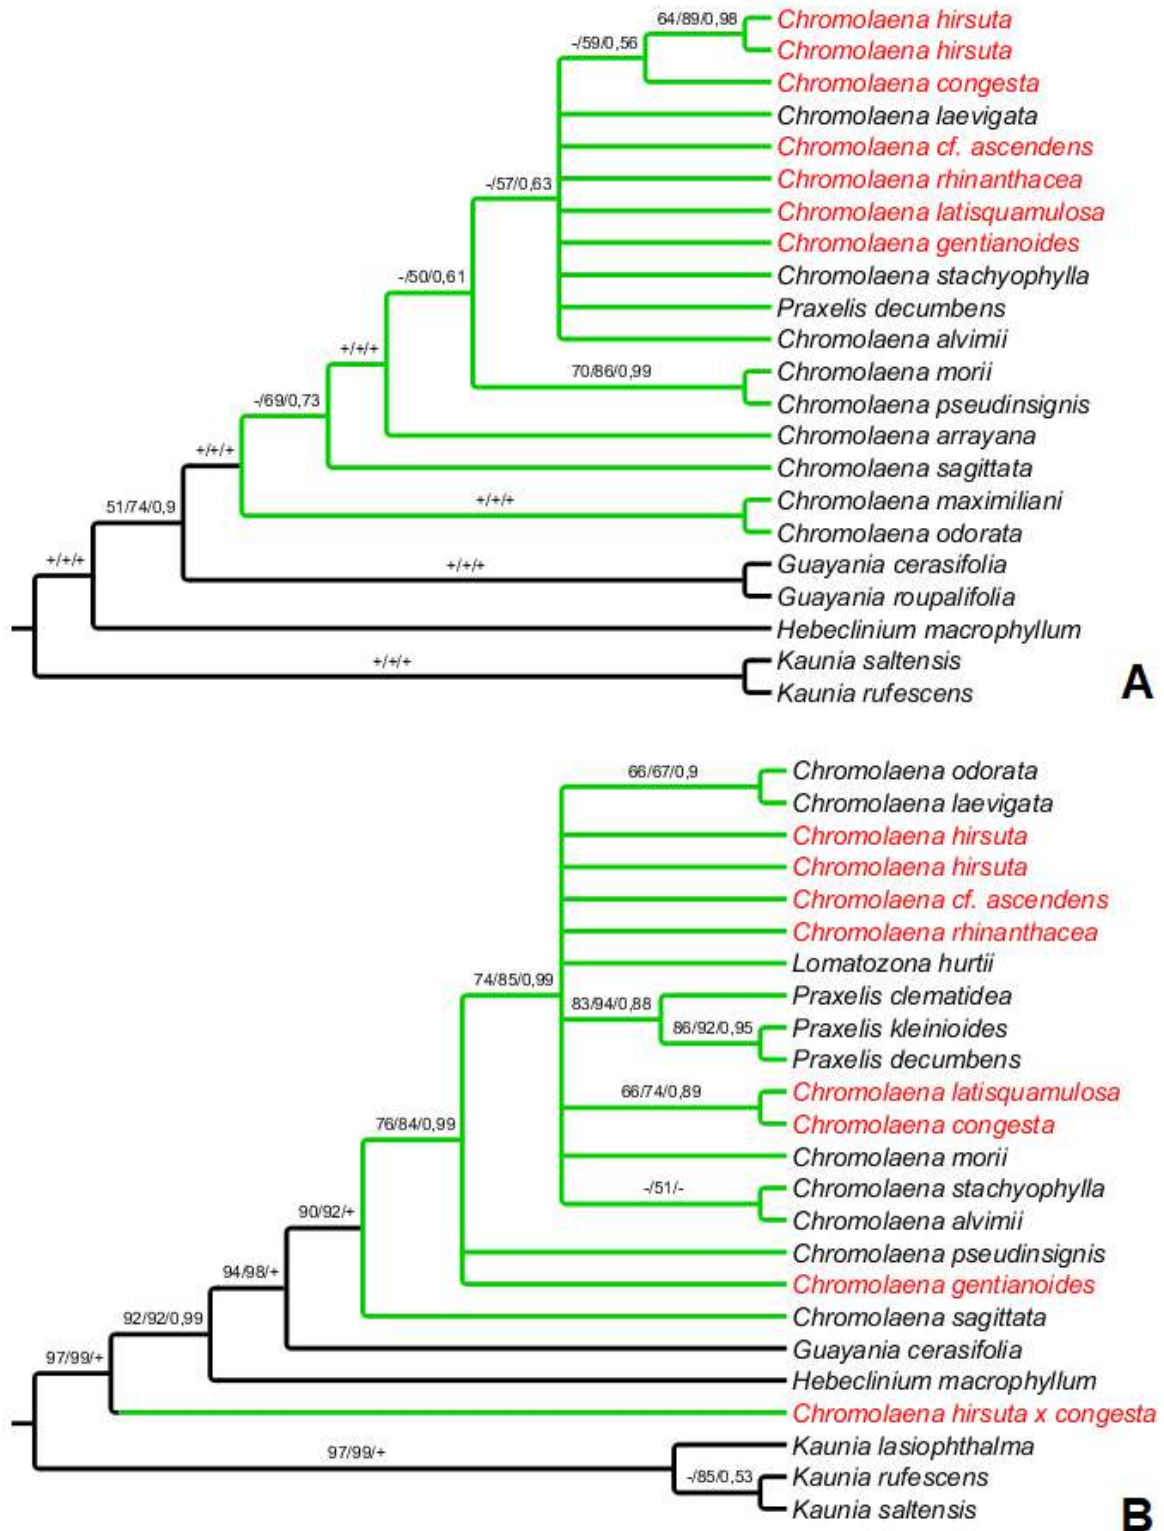 64/89/0,98
Chromolaena hirsuta
-/59/0,56
Chromolaena hirsuta
Chromolaena congesta
Chromolaena laevigata
Chromolaena cf. ascendens
-/57/0,63
Chromolaena rhinanthacea
Chromolaena latisquamulosa
Chromolaena gentianoides
-/50/0,61
Chromolaena stachyophylla
Praxelis decumbens
Chromolaena alvimii
+/+/+
70/86/0,99
Chromolaena morii
-/69/0,73
Chromolaena pseudinsignis
Chromolaena arrayana
+/+/+
Chromolaena sagittata
+/+/+
Chromolaena maximiliani
51/74/0,9
Chromolaena odorata
+/+/+
+/+/+
Guayania cerasifolia
Guayania roupalifolia
Hebeclinium macrophyllum
+/+/+
Kaunia saltensis
Kaunia rufescens
A
66/67/0,9
Chromolaena odorata
Chromolaena laevigata
Chromolaena hirsuta
Chromolaena hirsuta
Chromolaena cf. ascendens
Chromolaena rhinanthacea
Lomatozona hurtii
74/85/0,99
Praxelis clematidea
83/94/0,88
86/92/0,95
Praxelis kleinioides
Praxelis decumbens
66/74/0,89
Chromolaena latisquamulosa
76/84/0,99
Chromolaena congesta
Chromolaena morii
-/51/-
Chromolaena stachyophylla
90/92/+
Chromolaena alvimii
Chromolaena pseudinsignis
94/98/+
Chromolaena gentianoides
92/92/0,99
Chromolaena sagittata
97/99/+
Guayania cerasifolia
Hebeclinium macrophyllum
Chromolaena hirsuta x congesta
97/99/+
Kaunia lasiophthalma
-/85/0,53
Kaunia rufescens
Kaunia saltensis
B